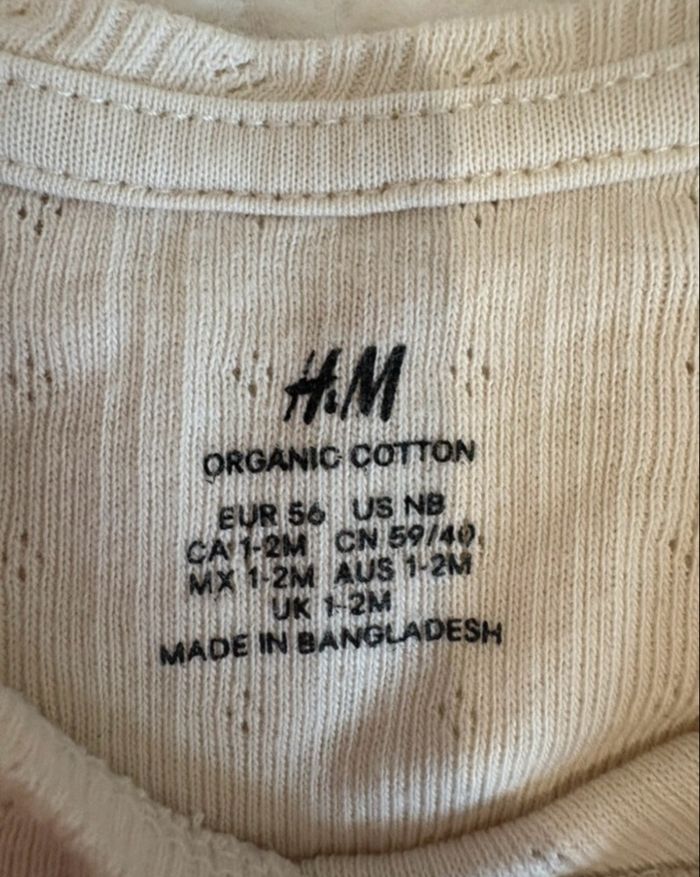 H&M
ORGANIC COTTON
EUR 56 US NB
CA 1-2M CN 59/40
MX 1-2M AUS 1-2M
UK 1-2M
MADE IN BANGLADESH